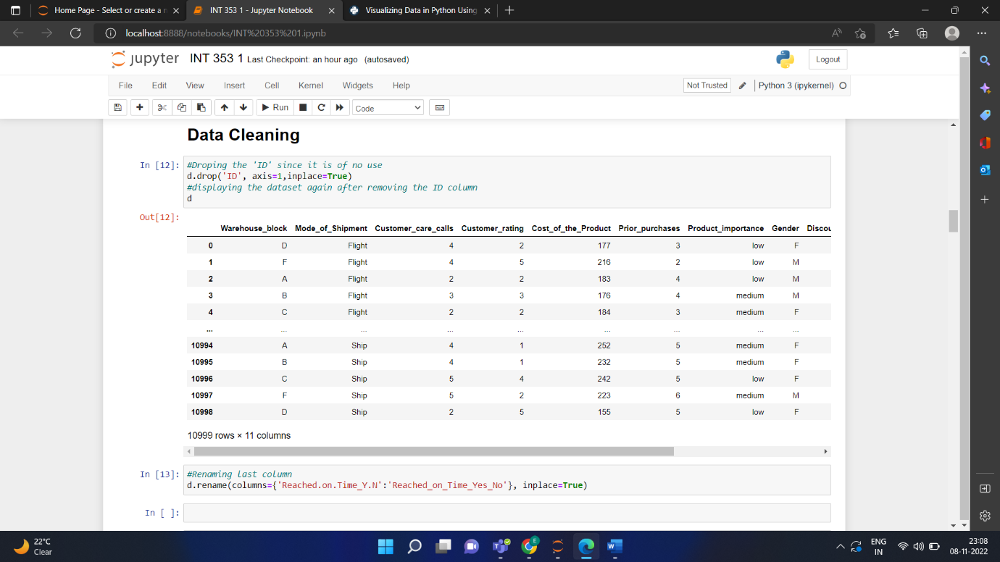 Home Page - Select or create a n
INT 353 1 - Jupyter Notebook
Visualizing Data in Python Using
localhost:8888/notebooks/INT%20353%201.ipynb
jupyter INT 353 1 Last Checkpoint: an hour ago (autosaved)
Logout
File Edit View Insert Cell Kernel Widgets Help
Not Trusted
Python 3 (ipykernel)
Run
Code
Data Cleaning
In [12]: #Droping the 'ID' since it is of no use
d.drop('ID', axis=1,inplace=True)
#displaying the dataset again after removing the ID column
d
Out[12]:
Warehouse_block Mode_of_Shipment Customer_care_calls Customer_rating Cost_of_the_Product Prior_purchases Product_importance Gender Discou
0 D Flight 4 2 177 3 low F
1 F Flight 4 5 216 2 low M
2 A Flight 2 2 183 4 low M
3 B Flight 3 3 176 4 medium M
4 C Flight 2 2 184 3 medium F
... ... ... ... ... ... ... ... ...
10994 A Ship 4 1 252 5 medium F
10995 B Ship 4 1 232 5 medium F
10996 C Ship 5 4 242 5 low F
10997 F Ship 5 2 223 6 medium M
10998 D Ship 2 5 155 5 low F
10999 rows × 11 columns
In [13]: #Renaming last column
d.rename(columns={'Reached.on.Time_Y.N':'Reached_on_Time_Yes_No'}, inplace=True)
In [ ]:
22°C
Clear
ENG
IN
23:08
08-11-2022